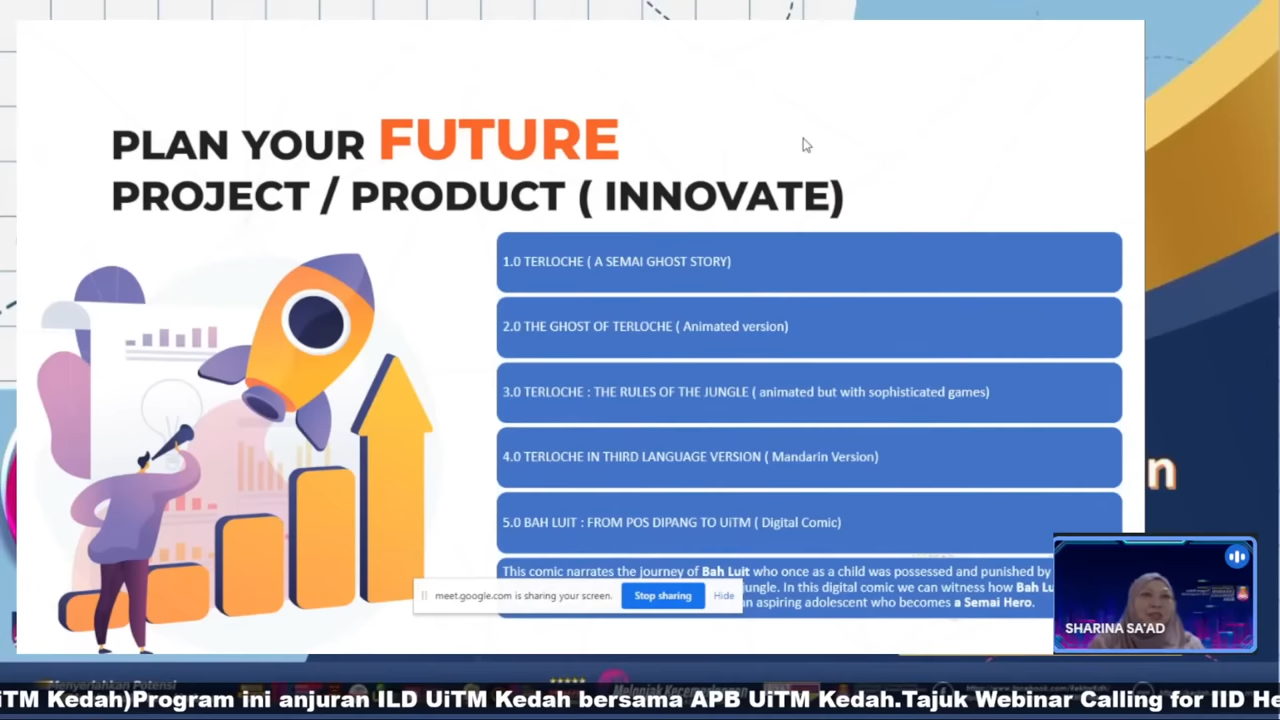 PLAN YOUR FUTURE
PROJECT / PRODUCT ( INNOVATE)
1.0 TERLOCHE ( A SEMAI GHOST STORY)
2.0 THE GHOST OF TERLOCHE ( Animated version)
3.0 TERLOCHE : THE RULES OF THE JUNGLE ( animated but with sophisticated games)
4.0 TERLOCHE IN THIRD LANGUAGE VERSION ( Mandarin Version)
n
5.0 BAH LUIT : FROM POS DIPANG TO UiTM ( Digital Comic)
This comic narrates the journey of Bah Luit who once as a child was possessed and punished by
jungle. In this digital comic we can witness how Bah Lu
an aspiring adolescent who becomes a Semai Hero.
meet.google.com is sharing your screen. Stop sharing Hide
SHARINA SA'AD
Menyerlahkan Potensi
Melonjak Kecemerlangan
iTM Kedah)Program ini anjuran ILD UiTM Kedah bersama APB UiTM Kedah.Tajuk Webinar Calling for IID He